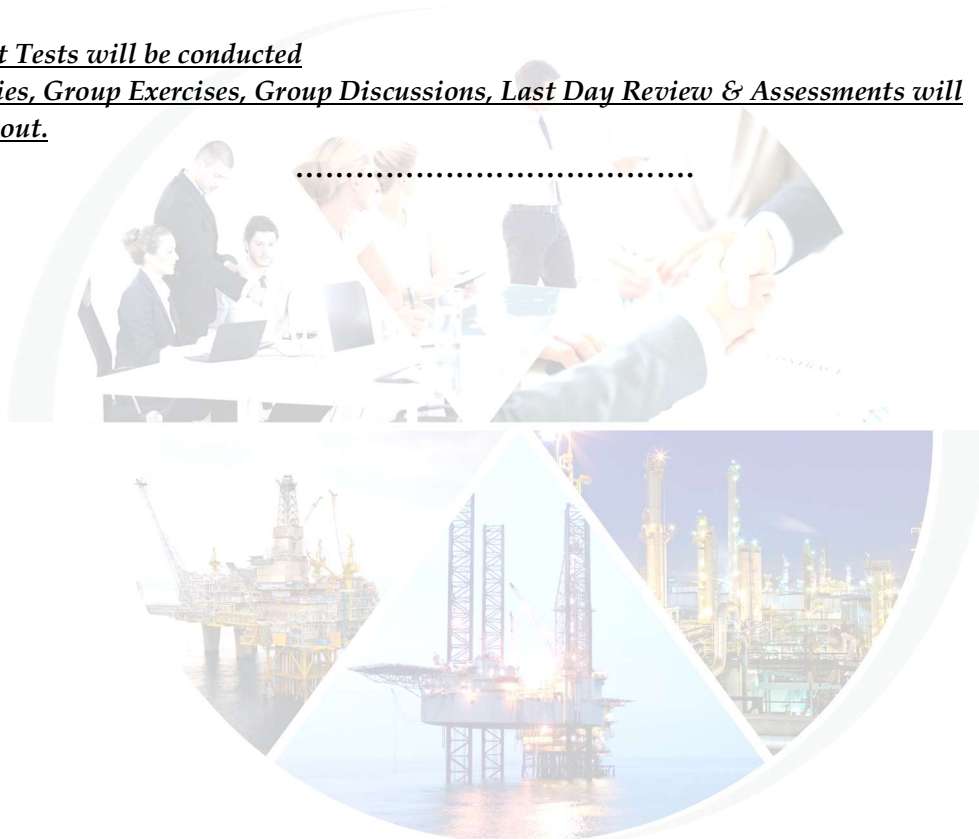 t Tests will be conducted
ies, Group Exercises, Group Discussions, Last Day Review & Assessments will
out.
……………………………………